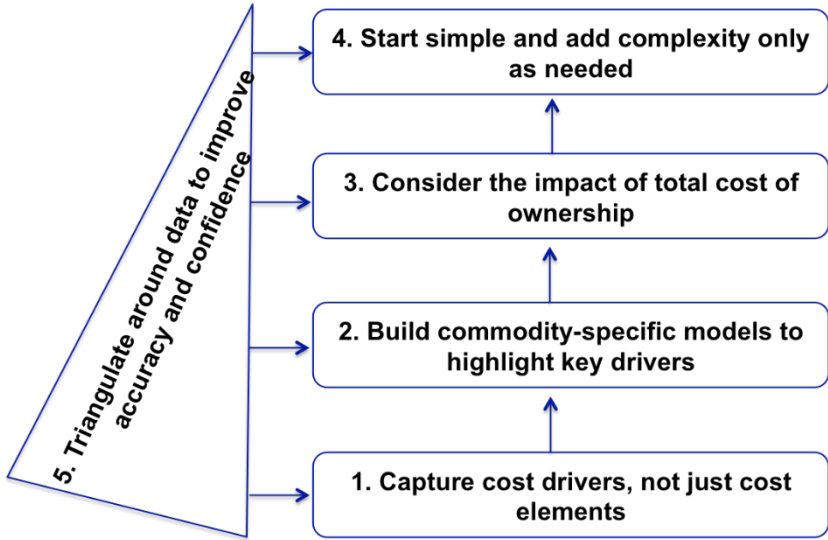 4. Start simple and add complexity only
as needed
3. Consider the impact of total cost of
ownership
2. Build commodity-specific models to
highlight key drivers
1. Capture cost drivers, not just cost
elements
5. Triangulate around data to improve
accuracy and confidence